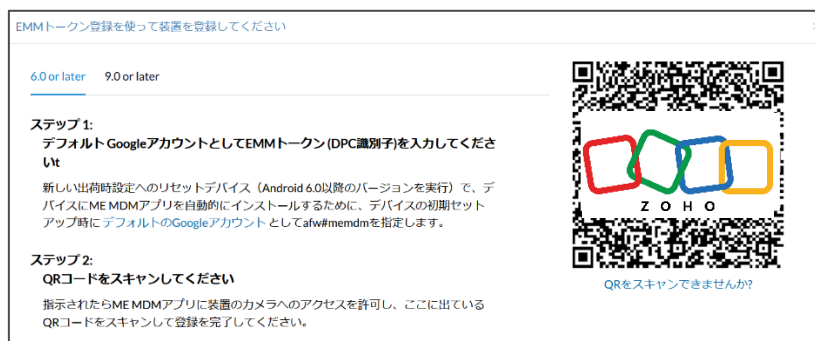 EMMトークン登録を使って装置を登録してください
6.0 or later 9.0 or later
ステップ 1:
デフォルト GoogleアカウントとしてEMMトークン (DPC識別子)を入力してくださ
いt
新しい出荷時設定へのリセットデバイス（Android 6.0以降のバージョンを実行）で、デ
バイスにME MDMアプリを自動的にインストールするために、デバイスの初期セット
アップ時に デフォルトのGoogleアカウント としてafw#memdmを指定します。
ステップ 2:
QRコードをスキャンしてください
指示されたらME MDMアプリに装置のカメラへのアクセスを許可し、ここに出ている
QRコードをスキャンして登録を完了してください。
ZOHO
QRをスキャンできませんか?